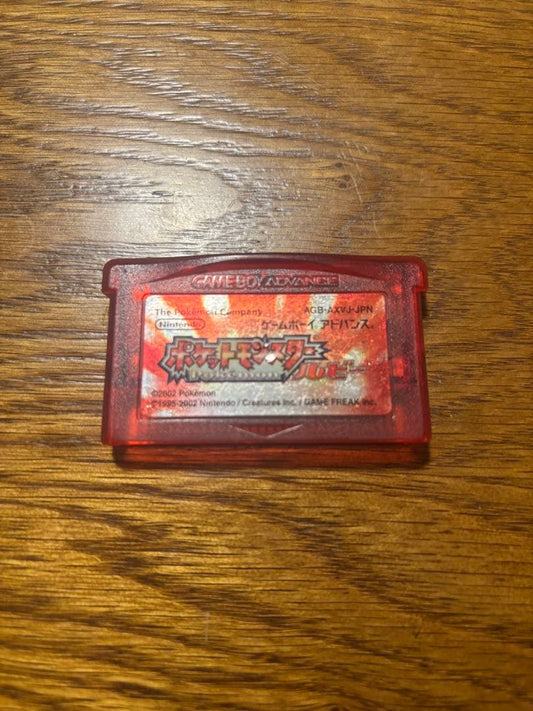 GAME BOY ADVANCE
The Pokémon Company
AGB-AXVJ-JPN
Nintendo
ゲームボーイ アドバンス
ポケットモンスター
ルビー
©2002 Pokémon
©1995-2002 Nintendo / Creatures inc. / GAME FREAK inc.